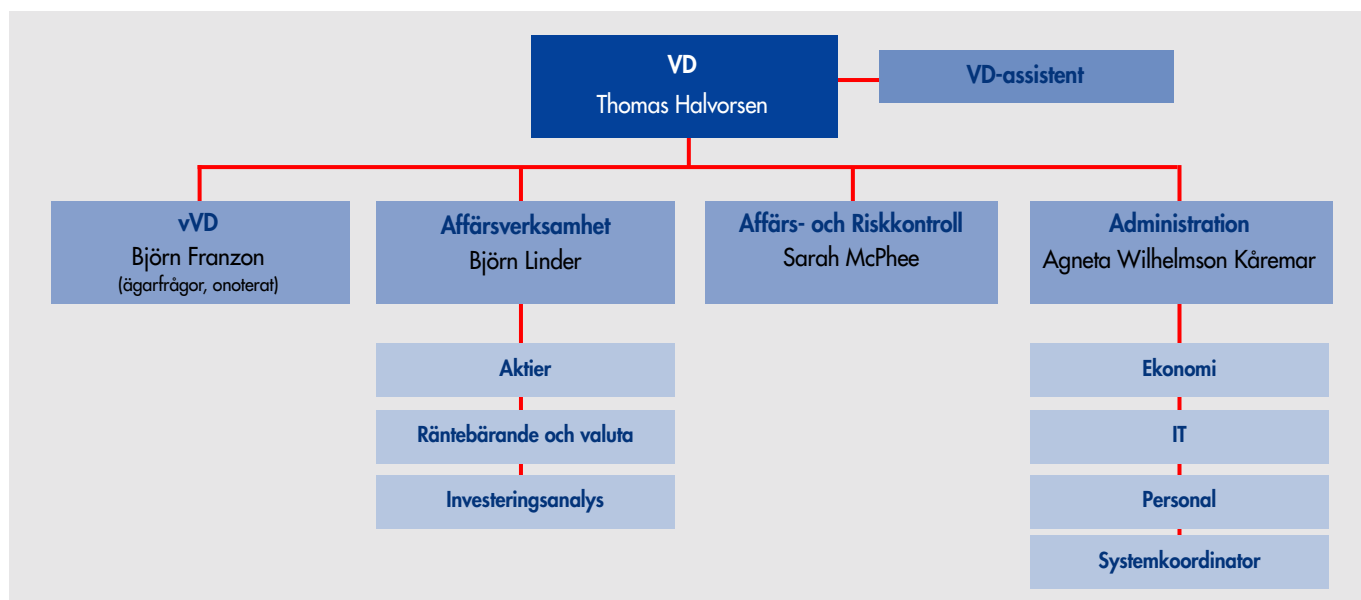 VD
Thomas Halvorsen
VD-assistent
vVD
Björn Franzon
(ägarfrågor, onoterat)
Affärsverksamhet
Björn Linder
Affärs- och Riskkontroll
Sarah McPhee
Administration
Agneta Wilhelmson Kåremar
Aktier
Räntebärande och valuta
Investeringsanalys
Ekonomi
IT
Personal
Systemkoordinator